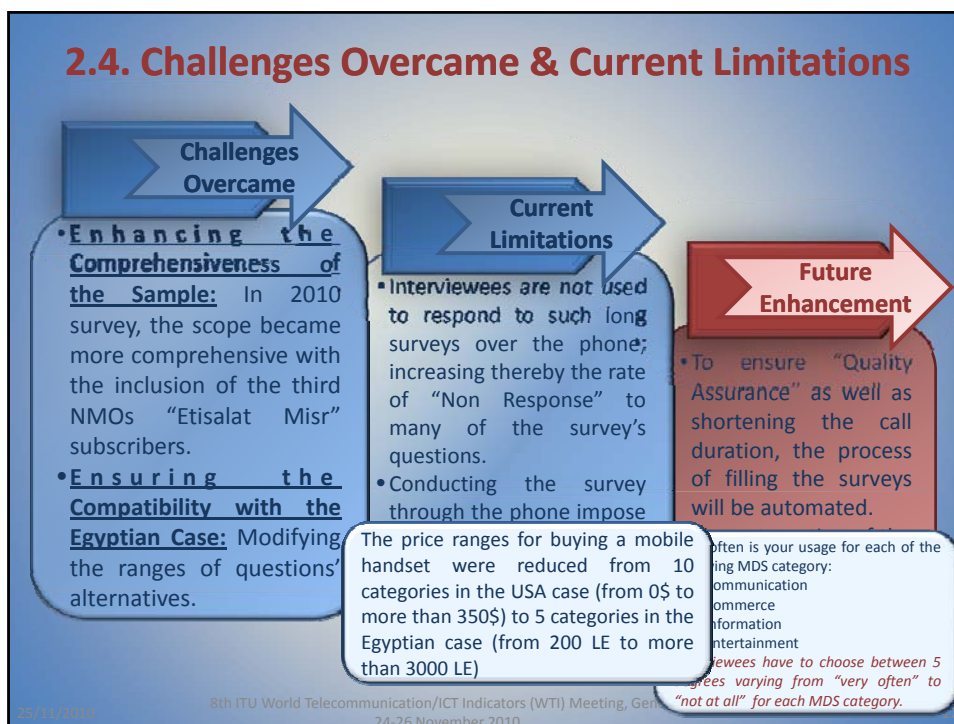 2.4. Challenges Overcame & Current Limitations
Challenges
Overcame
•Enhancing the
Comprehensiveness of
the Sample: In 2010
survey, the scope became
more comprehensive with
the inclusion of the third
NMOs “Etisalat Misr”
subscribers.
•Ensuring the
Compatibility with the
Egyptian Case: Modifying
the ranges of questions’
alternatives.
Current
Limitations
•Interviewees are not used
to respond to such long
surveys over the phone,
increasing thereby the rate
of “Non Response” to
many of the survey’s
questions.
•Conducting the survey
through the phone impose
The price ranges for buying a mobile
handset were reduced from 10
categories in the USA case (from 0$ to
more than 350$) to 5 categories in the
Egyptian case (from 200 LE to more
than 3000 LE)
Future
Enhancement
•To ensure “Quality
Assurance” as well as
shortening the call
duration, the process
of filling the surveys
will be automated.
often is your usage for each of the
MDS category:
ommunication
ommerce
nformation
ntertainment
viewees have to choose between 5
varying from “very often” to
“not at all” for each MDS category.
25/11/2010
8th ITU World Telecommunication/ICT Indicators (WTI) Meeting, Gen
24-26 November 2010